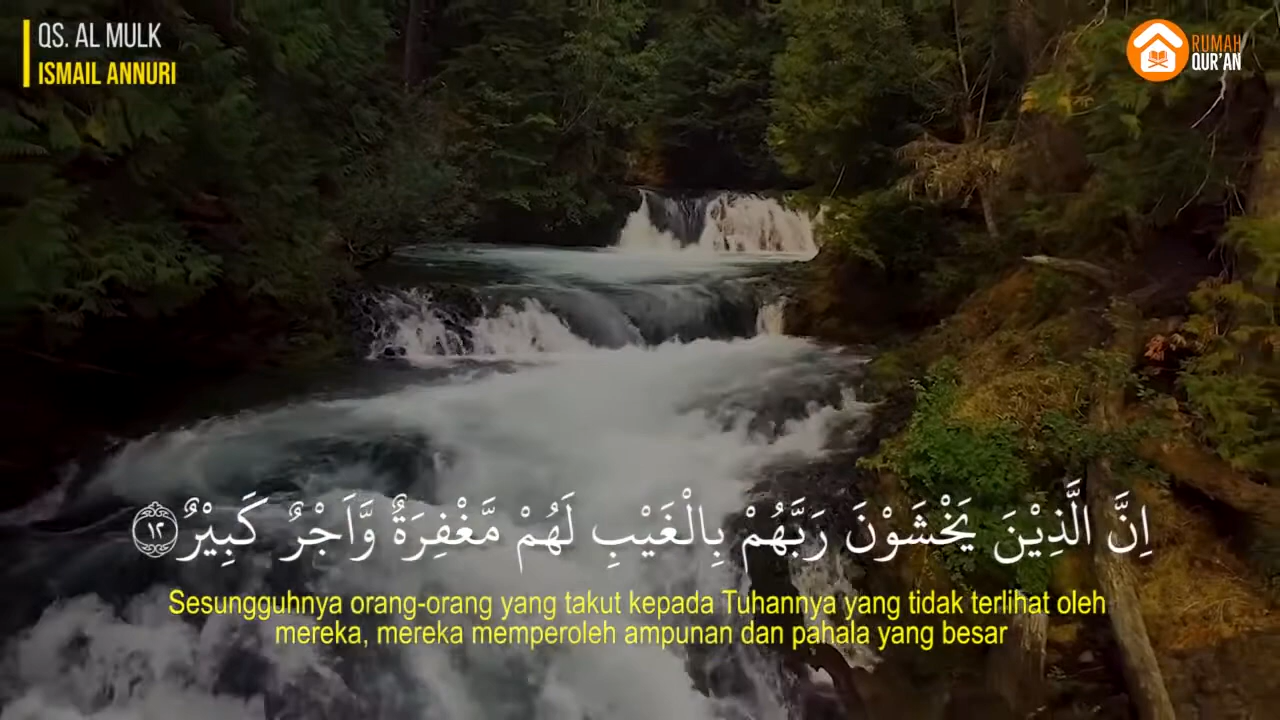 QS. AL MULK
ISMAIL ANNURI
RUMAH
QUR'AN
اِنَّ الَّذِيْنَ يَخْشَوْنَ رَبَّهُمْ بِالْغَيْبِ لَهُمْ مَّغْفِرَةٌ وَّاَجْرٌ كَبِيْرٌ ١٢
Sesungguhnya orang-orang yang takut kepada Tuhannya yang tidak terlihat oleh
mereka, mereka memperoleh ampunan dan pahala yang besar